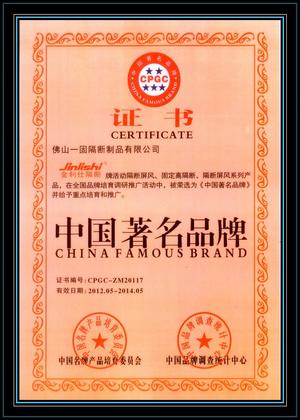 中国著名品牌
CPGC
CHINA FAMOUS BRAND
证书
CERTIFICATE
佛山一固隔断制品有限公司
Jinlishi
金利仕隔断 牌活动隔断屏风、固定高隔断、隔断屏风系列产
品，在全国品牌培育调研推广活动中，被荣选为《中国著名品牌》
并给予重点培育和推广。
中国著名品牌
CHINA FAMOUS BRAND
证书编号：CPGC-ZM20117
有效日期：2012.05-2014.05
中国名牌产品培育委员会
中国品牌调查统计中心